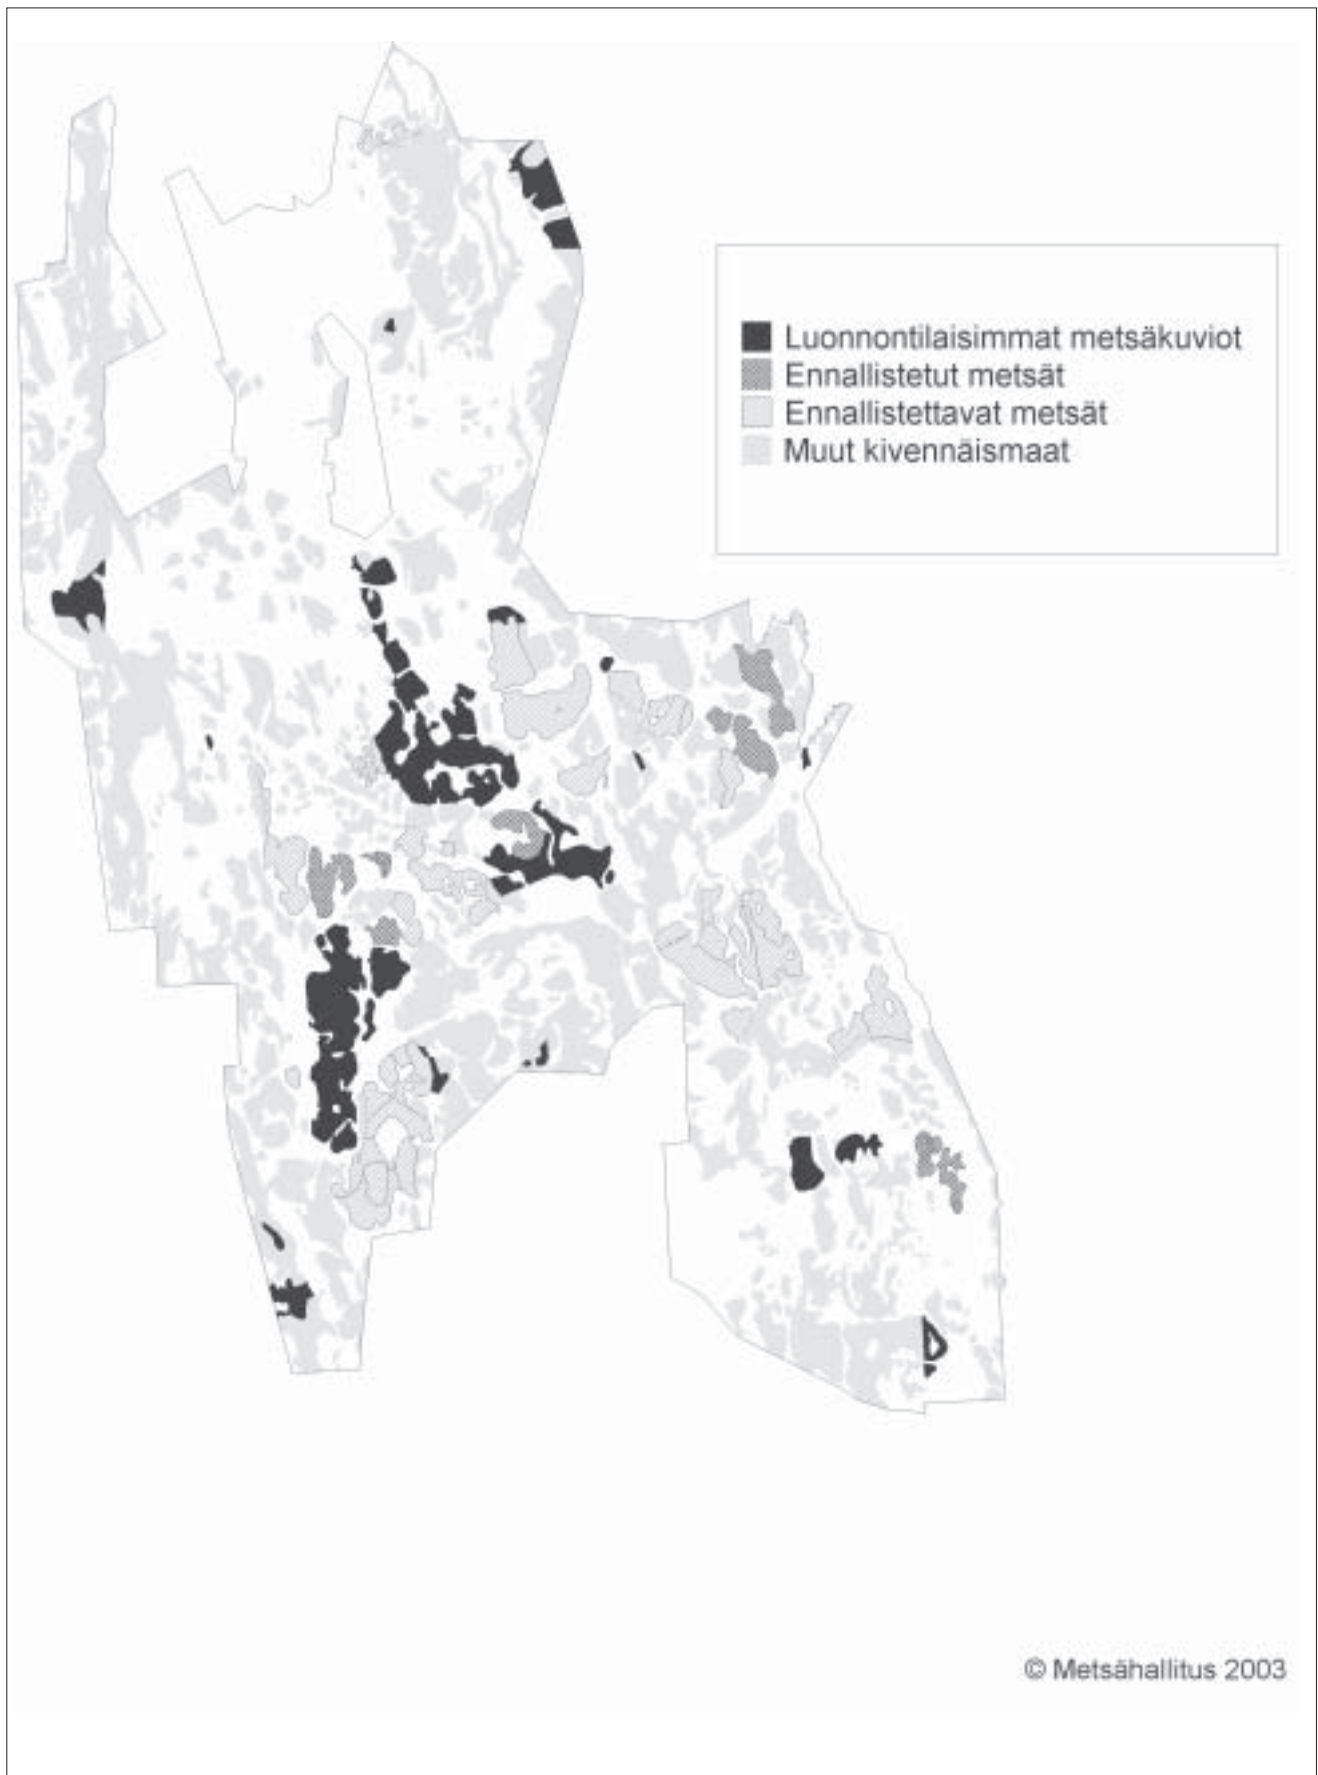 Luonnontilaisimmat metsäkuviot
Ennallistetut metsät
Ennallistettavat metsät
Muut kivennäismaat
© Metsähallitus 2003